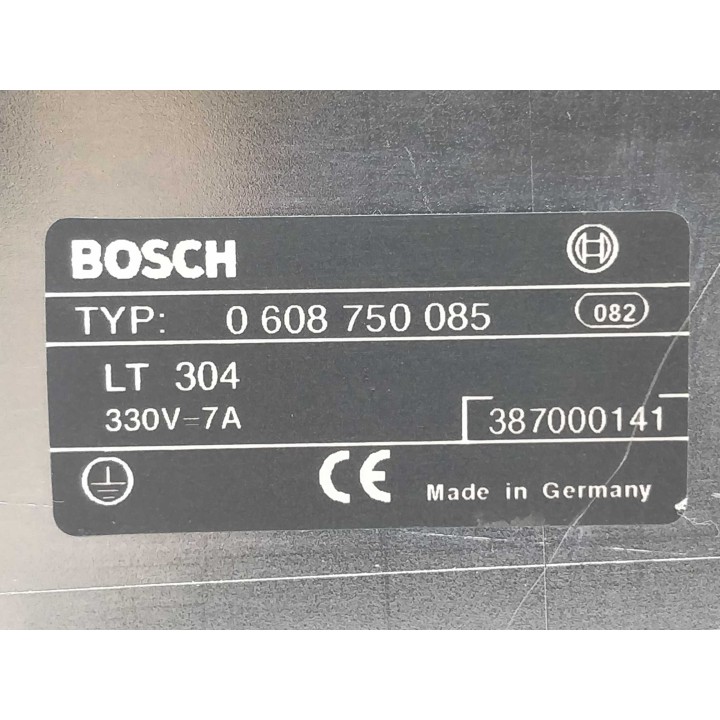 BOSCH
TYP: 0 608 750 085 082
LT 304
330V=7A 387000141
CE Made in Germany